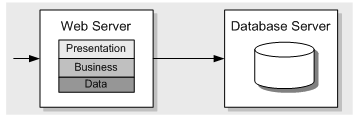 Web Server
Presentation
Business
Data
Database Server